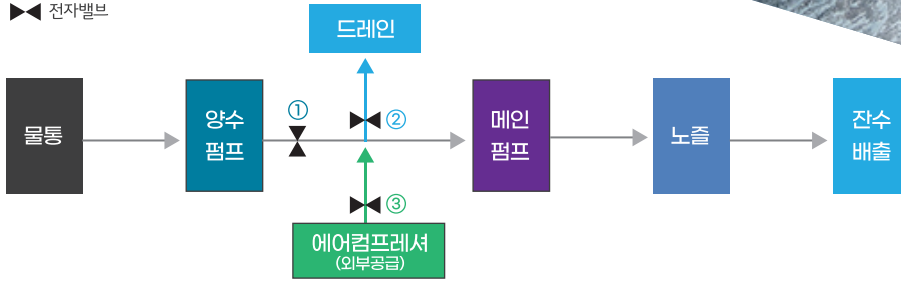 전자밸브
드레인
물통
양수
펌프
①
②
메인
펌프
노즐
잔수
배출
③
에어컴프레셔
(외부공급)